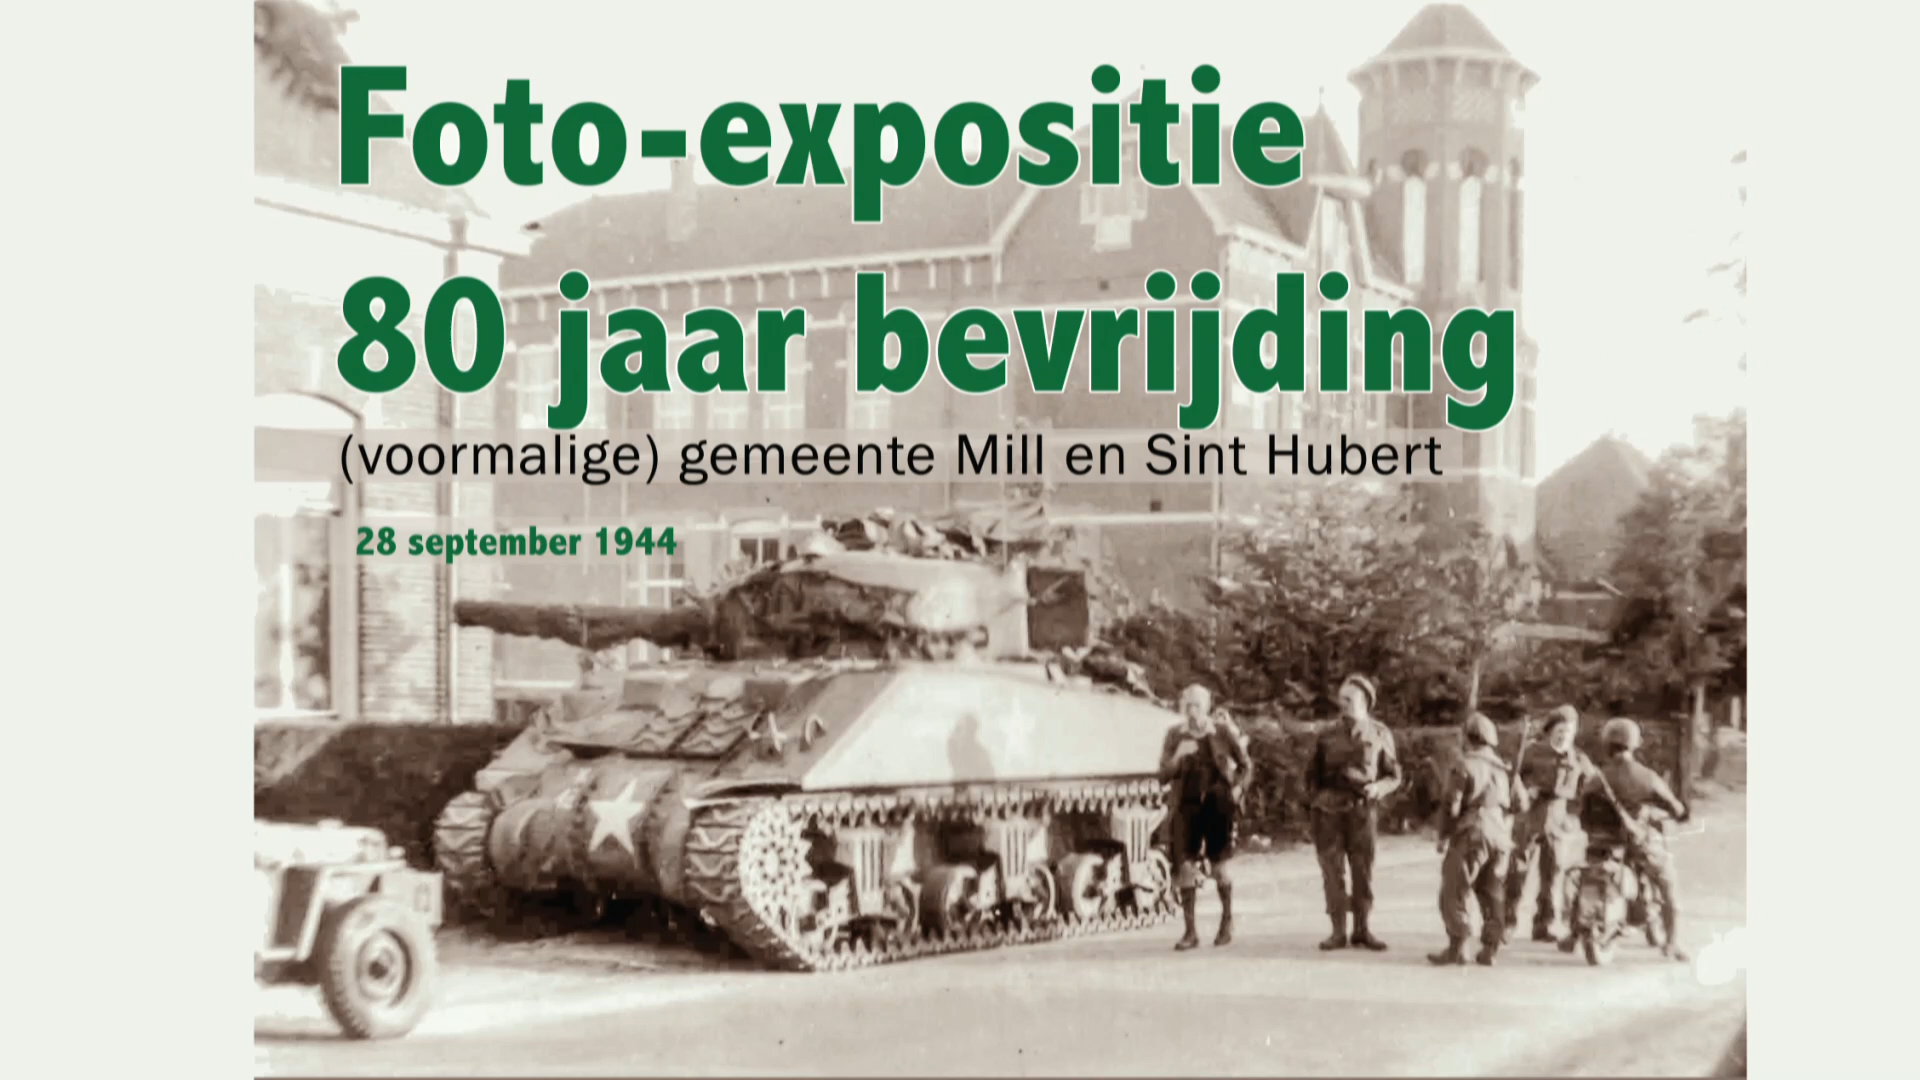 Foto-expositie
80 jaar bevrijding
(voormalige) gemeente Mill en Sint Hubert
28 september 1944